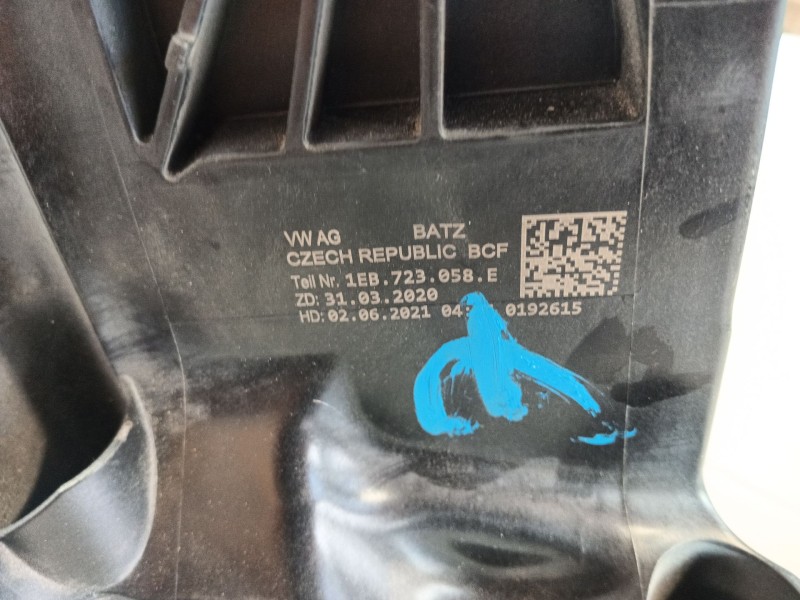 VW AG BATZ
CZECH REPUBLIC BCF
Teil Nr. 1EB.723.058.E
ZD: 31.03.2020
HD: 02.06.2021 0192615